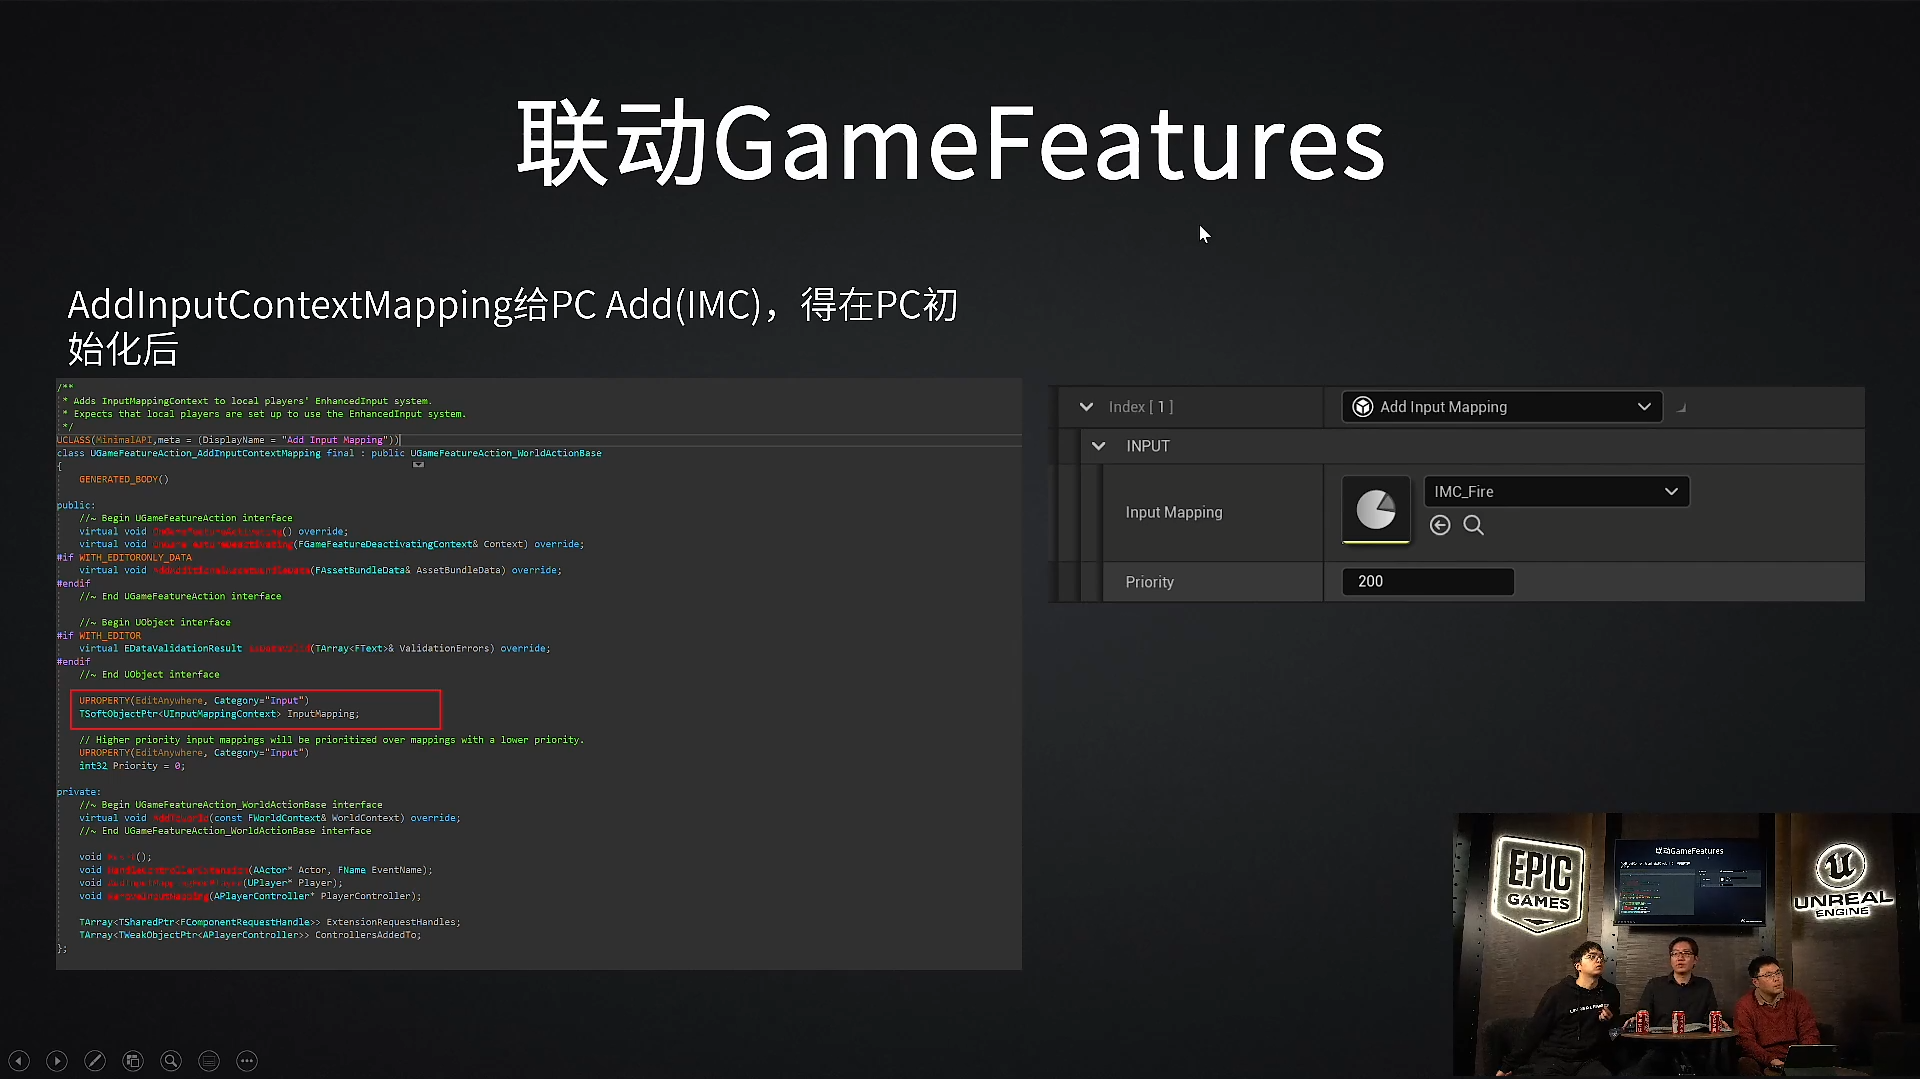 联动GameFeatures
AddInputContextMapping给PC Add(IMC)，得在PC初
始化后
/**
* Adds InputMappingContext to local players' EnhancedInput system.
* Expects that local players are set up to use the EnhancedInput system.
*/
UCLASS(MinimalAPI,meta = (DisplayName = "Add Input Mapping"))
class UGameFeatureAction_AddInputContextMapping final : public UGameFeatureAction_WorldActionBase
{
GENERATED_BODY()
public:
//~ Begin UGameFeatureAction interface
virtual void () override;
virtual void (FGameFeatureDeactivatingContext& Context) override;
#if WITH_EDITORONLY_DATA
virtual void (FAssetBundleData& AssetBundleData) override;
#endif
//~ End UGameFeatureAction interface
//~ Begin UObject interface
#if WITH_EDITOR
virtual EDataValidationResult (TArray<FText>& ValidationErrors) override;
#endif
//~ End UObject interface
UPROPERTY(EditAnywhere, Category="Input")
TSoftObjectPtr<UInputMappingContext> InputMapping;
// Higher priority input mappings will be prioritized over mappings with a lower priority.
UPROPERTY(EditAnywhere, Category="Input")
int32 Priority = 0;
private:
//~ Begin UGameFeatureAction_WorldActionBase interface
virtual void (const FWorldContext& WorldContext) override;
//~ End UGameFeatureAction_WorldActionBase interface
void ();
void (AActor* Actor, FName EventName);
void (UPlayer* Player);
void (APlayerController* PlayerController);
TArray<TSharedPtr<FComponentRequestHandle>> ExtensionRequestHandles;
TArray<TWeakObjectPtr<APlayerController>> ControllersAddedTo;
};
Index [ 1 ]
Add Input Mapping
INPUT
Input Mapping
IMC_Fire
Priority
200
EPIC
GAMES
联动GameFeatures
UNREAL
ENGINE